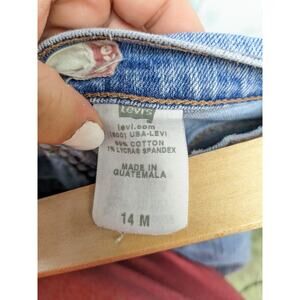 Levi's
levi.com
(800) USA-LEVI
99% COTTON
1% LYCRA® SPANDEX
MADE IN
GUATEMALA
14 M